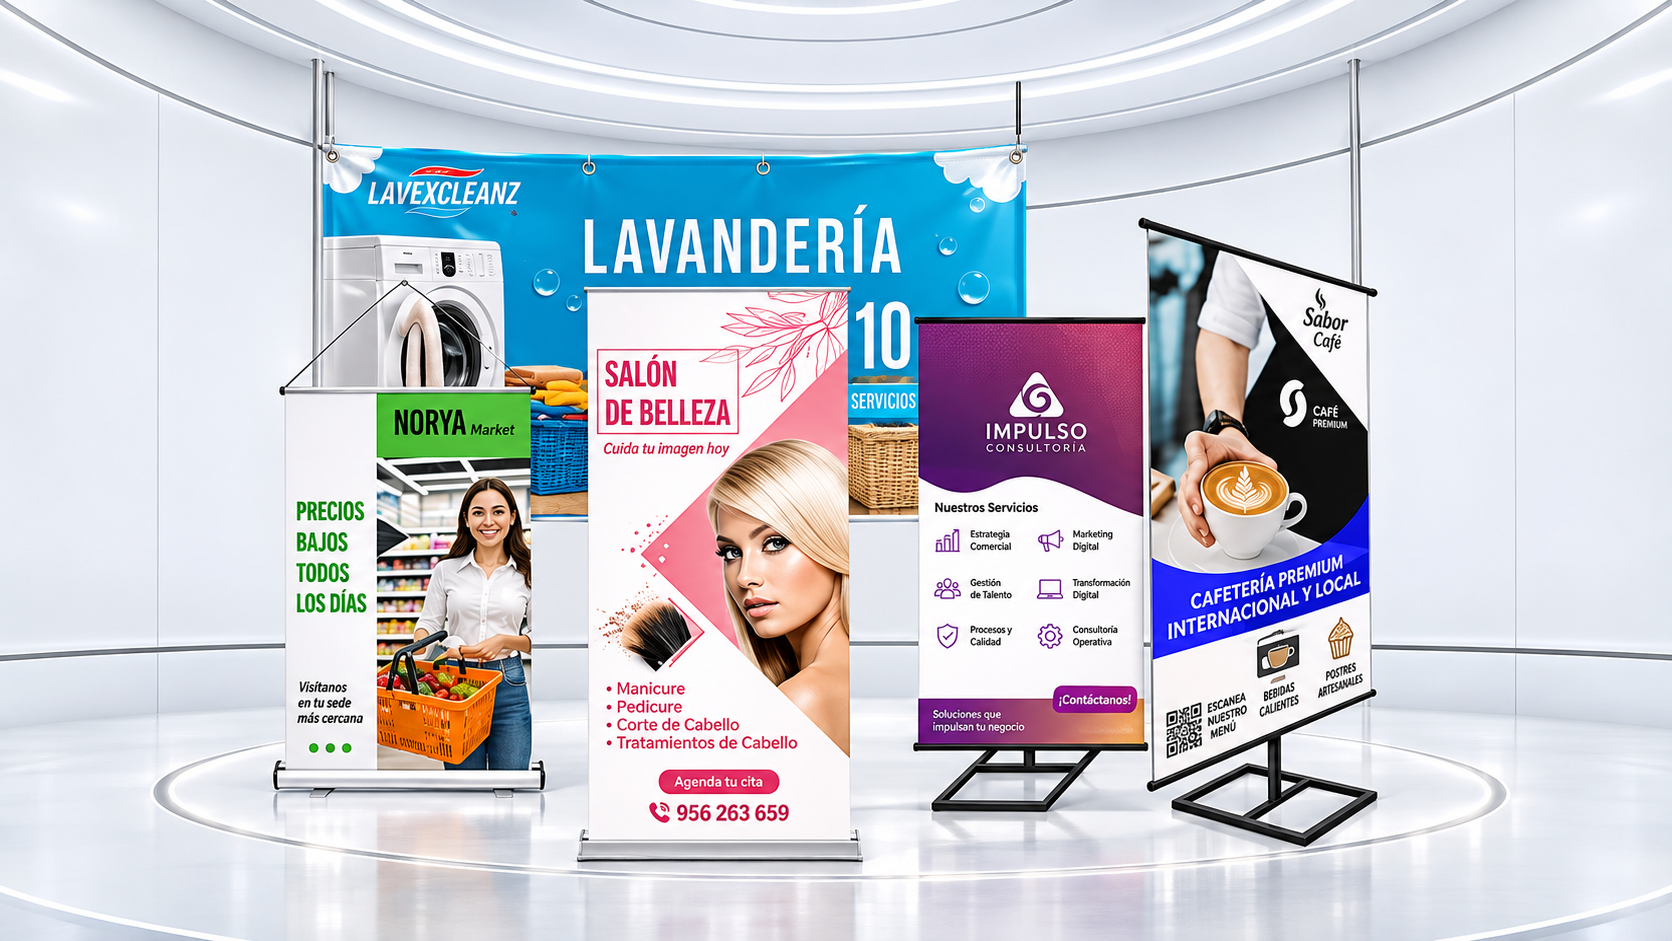 LAVEXCLEANZ
LAVANDERÍA
10
SERVICIOS
NORYA Market
PRECIOS
BAJOS
TODOS
LOS DÍAS
Visítanos
en tu sede
más cercana
SALÓN
DE BELLEZA
Cuida tu imagen hoy
• Manicure
• Pedicure
• Corte de Cabello
• Tratamientos de Cabello
Agenda tu cita
956 263 659
IMPULSO
CONSULTORÍA
Nuestros Servicios
Estrategia
Comercial
Marketing
Digital
Gestión
de Talento
Transformación
Digital
Procesos y
Calidad
Consultoría
Operativa
¡Contáctanos!
Soluciones que
impulsan tu negocio
Sabor
Café
CAFÉ
PREMIUM
CAFETERÍA PREMIUM
INTERNACIONAL Y LOCAL
ESCANEA
NUESTRO
MENÚ
BEBIDAS
CALIENTES
POSTRES
ARTESANALES